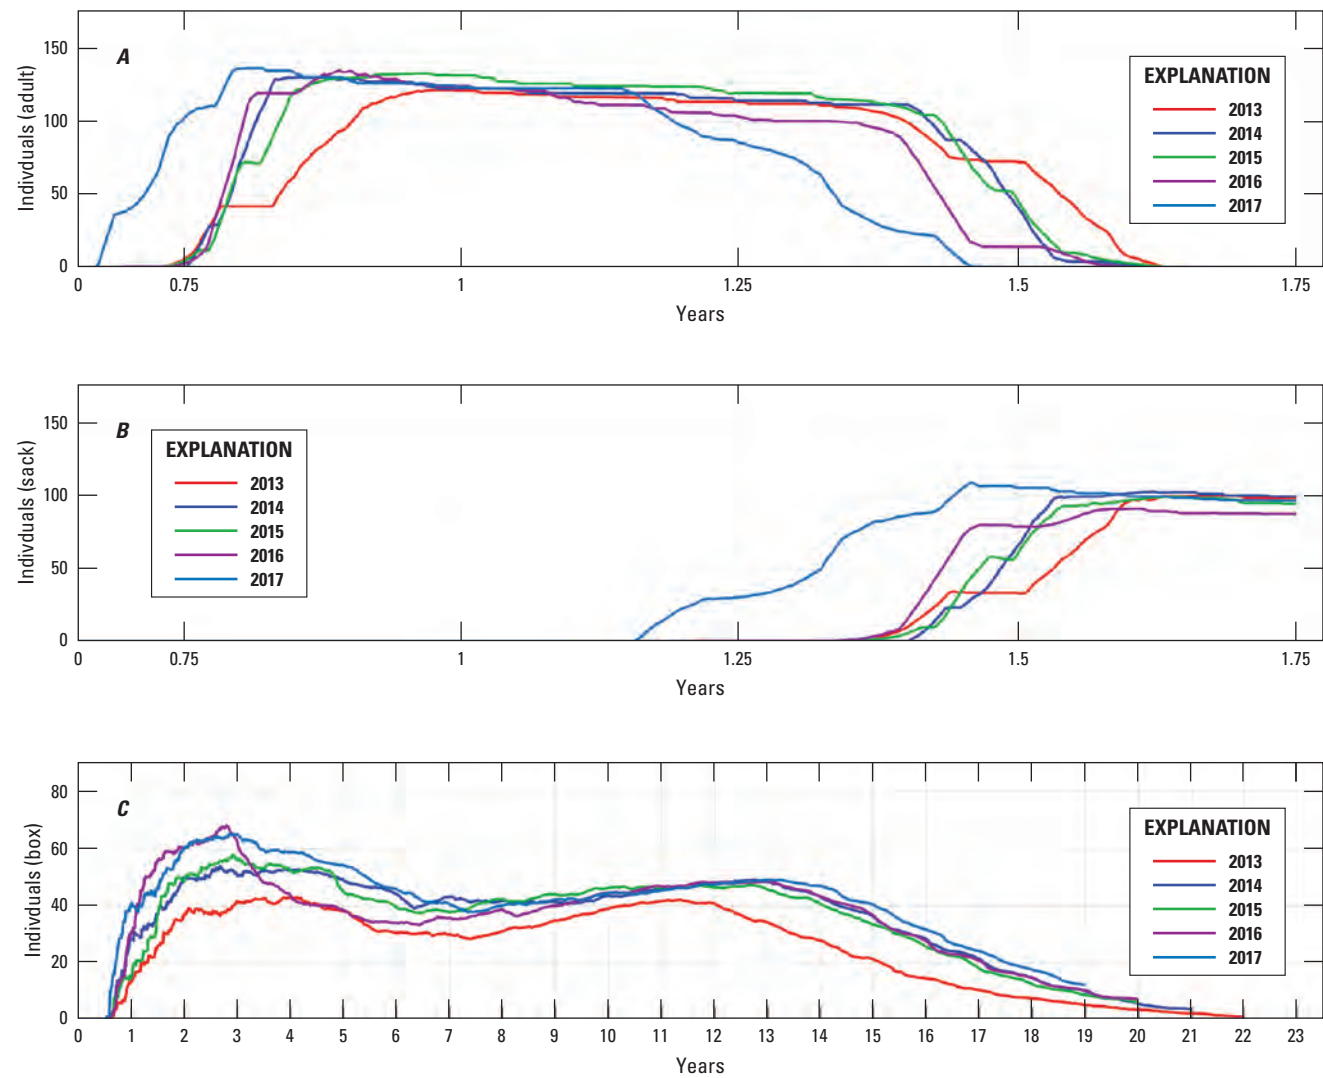 A
Indivduals (adult)
150
100
50
0
EXPLANATION
2013
2014
2015
2016
2017
0 0.75 1 1.25 1.5 1.75
Years
B
Indivduals (sack)
150
100
50
0
EXPLANATION
2013
2014
2015
2016
2017
0 0.75 1 1.25 1.5 1.75
Years
C
Indivduals (box)
80
60
40
20
0
EXPLANATION
2013
2014
2015
2016
2017
0 1 2 3 4 5 6 7 8 9 10 11 12 13 14 15 16 17 18 19 20 21 22 23
Years